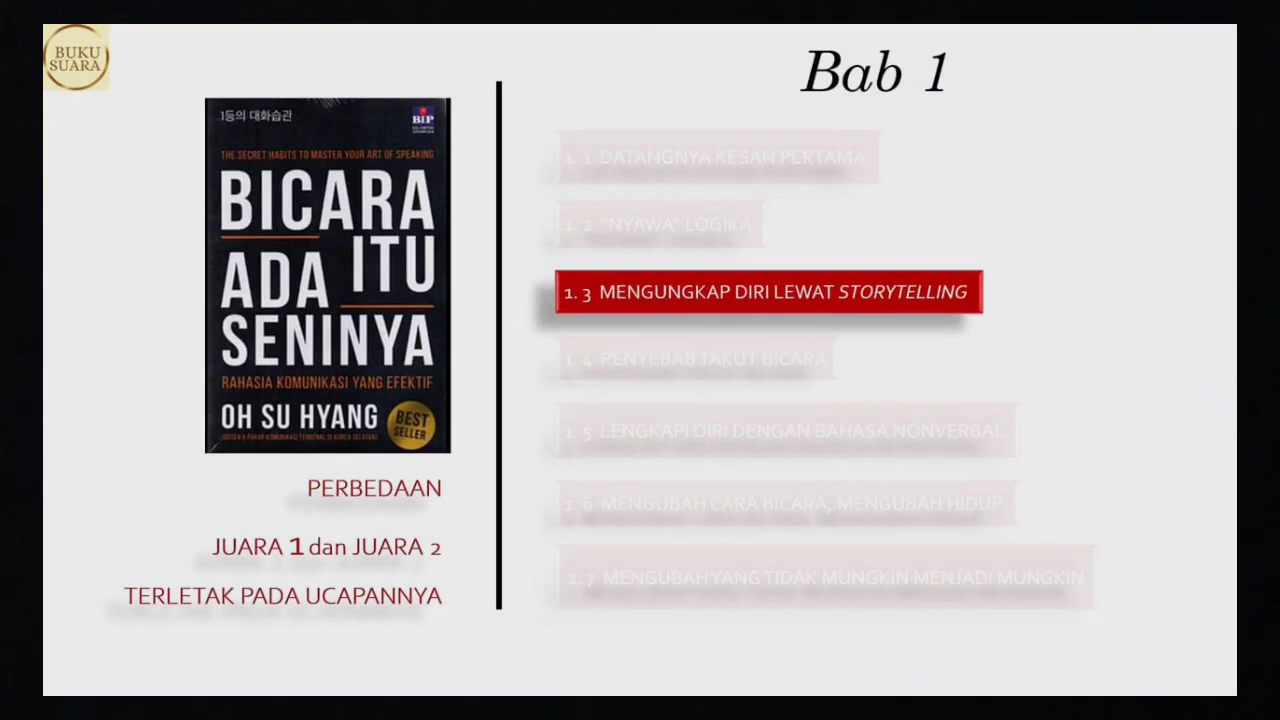 BUKU
SUARA
1등의 대화습관
BIP
THE SECRET HABITS TO MASTER YOUR ART OF SPEAKING
BICARA
ITU
ADA
SENINYA
RAHASIA KOMUNIKASI YANG EFEKTIF
OH SU HYANG
BEST
SELLER
PERBEDAAN
JUARA 1 dan JUARA 2
TERLETAK PADA UCAPANNYA
Bab 1
1. 1 DATANGNYA KESAN PERTAMA
1. 2 "NYAWA" LOGIKA
1. 3 MENGUNGKAP DIRI LEWAT STORYTELLING
1. 4 PENYEBAB TAKUT BICARA
1. 5 LENGKAPI DIRI DENGAN BAHASA NONVERBAL
1. 6 MENGUBAH CARA BICARA, MENGUBAH HIDUP
1. 7 MENGUBAH YANG TIDAK MUNGKIN MENJADI MUNGKIN